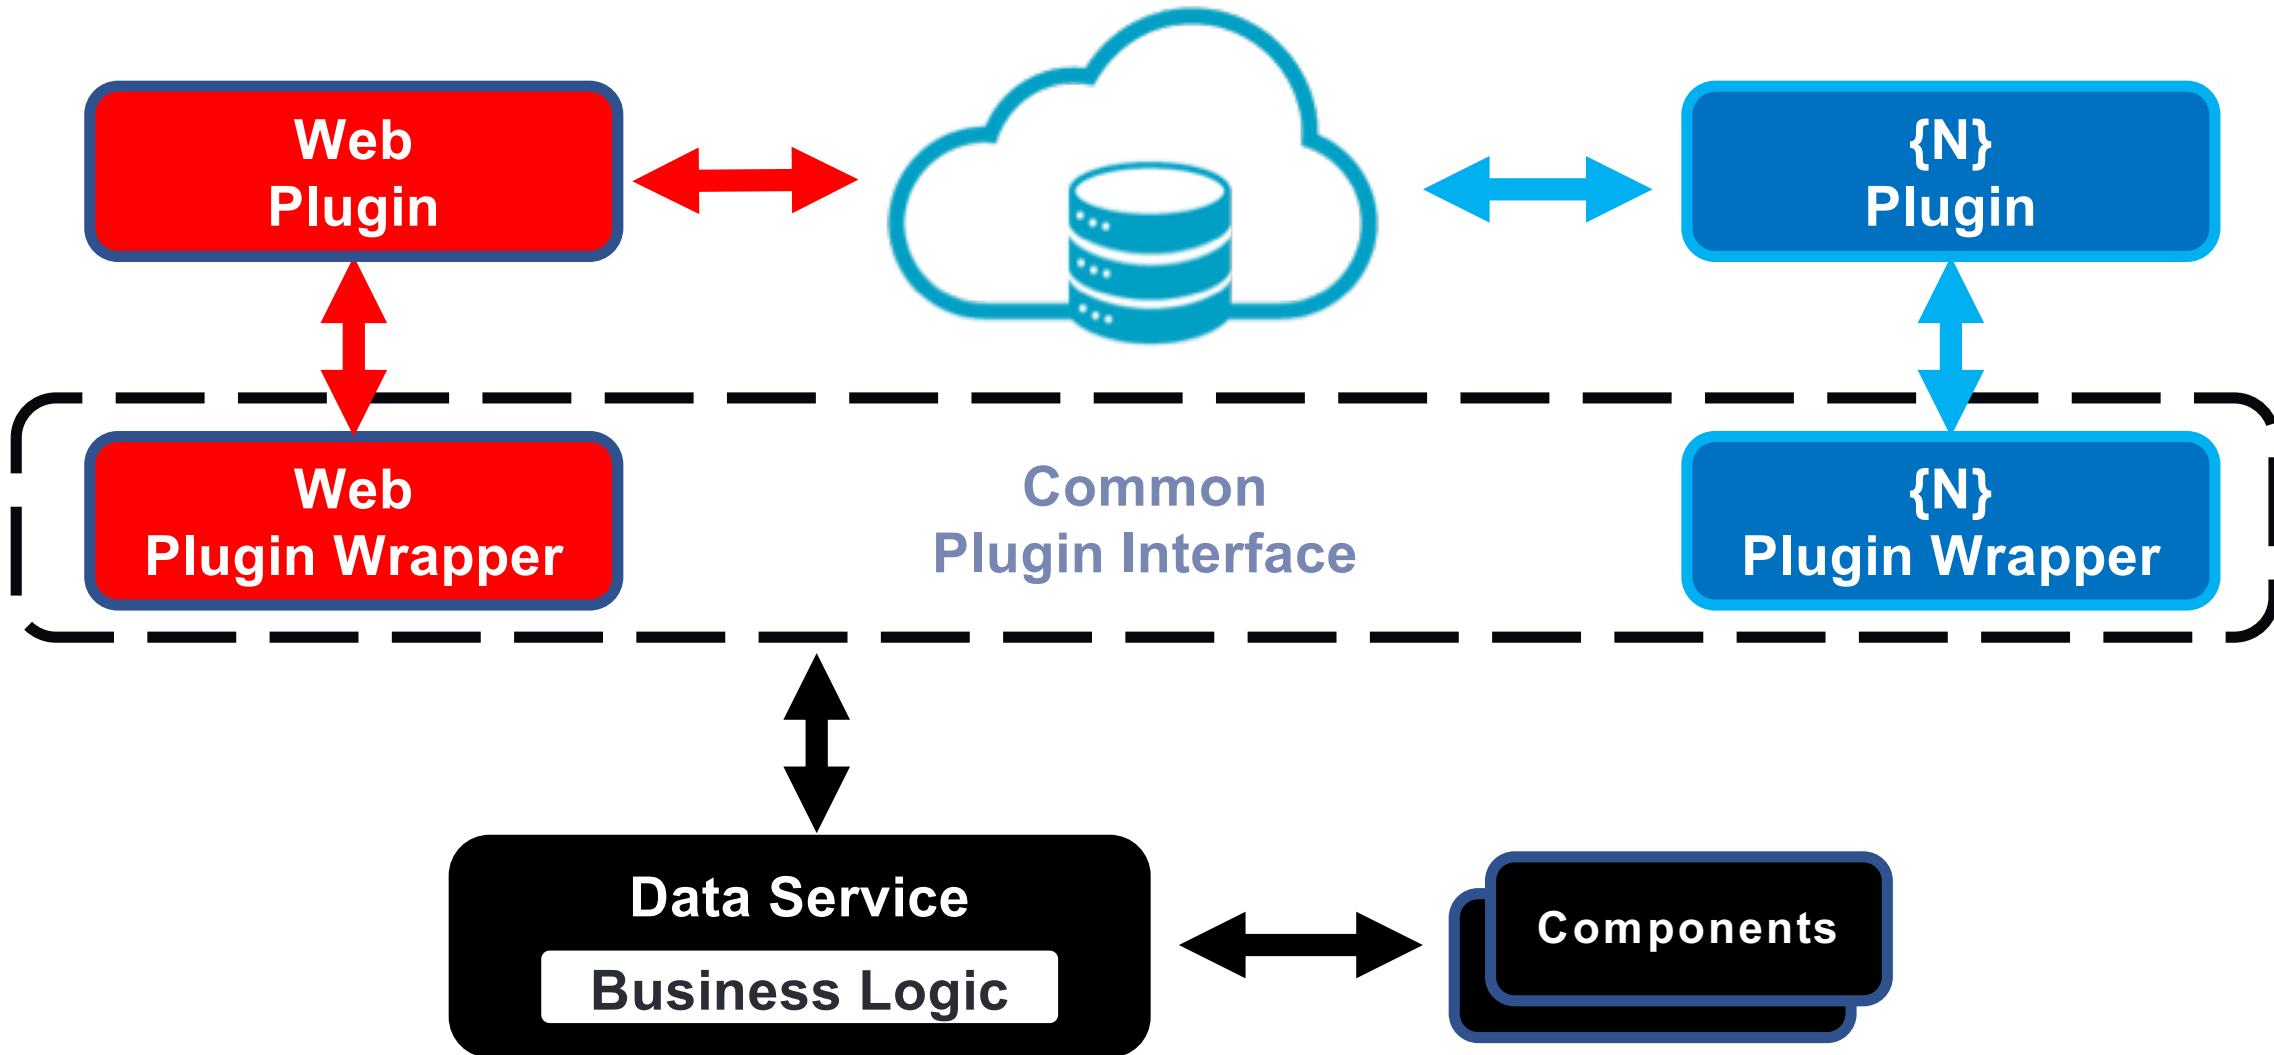 Web
Plugin
{N}
Plugin
Web
Plugin Wrapper
Common
Plugin Interface
{N}
Plugin Wrapper
Data Service
Business Logic
Components